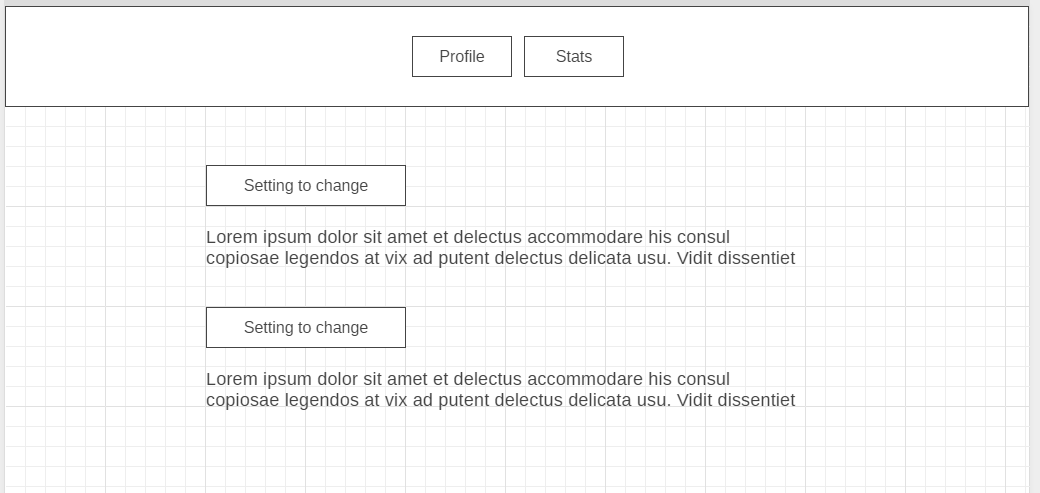 Profile
Stats
Setting to change
Lorem ipsum dolor sit amet et delectus accommodare his consul
copiosae legendos at vix ad putent delectus delicata usu. Vidit dissentiet
Setting to change
Lorem ipsum dolor sit amet et delectus accommodare his consul
copiosae legendos at vix ad putent delectus delicata usu. Vidit dissentiet